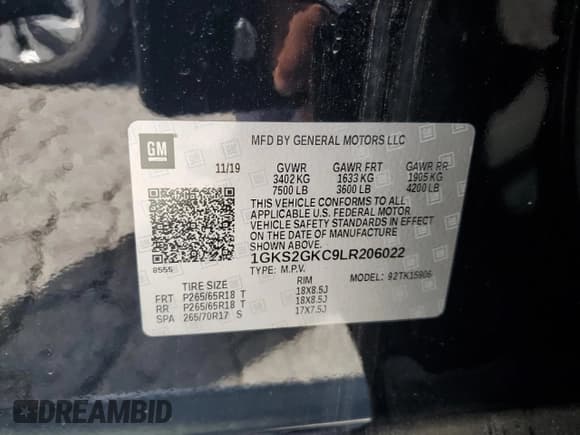 GM
MFD BY GENERAL MOTORS LLC
11/19 GVWR GAWR FRT GAWR RR
3402 KG 1633 KG 1905 KG
7500 LB 3600 LB 4200 LB
THIS VEHICLE CONFORMS TO ALL
APPLICABLE U.S. FEDERAL MOTOR
VEHICLE SAFETY STANDARDS IN EFFECT
ON THE DATE OF MANUFACTURE
SHOWN ABOVE.
1GKS2GKC9LR206022
8555 TYPE: M.P.V. MODEL: 92TK15906
TIRE SIZE RIM
FRT P265/65R18 T 18X8.5J
RR P265/65R18 T 18X8.5J
SPA 265/70R17 S 17X7.5J
DREAMBID